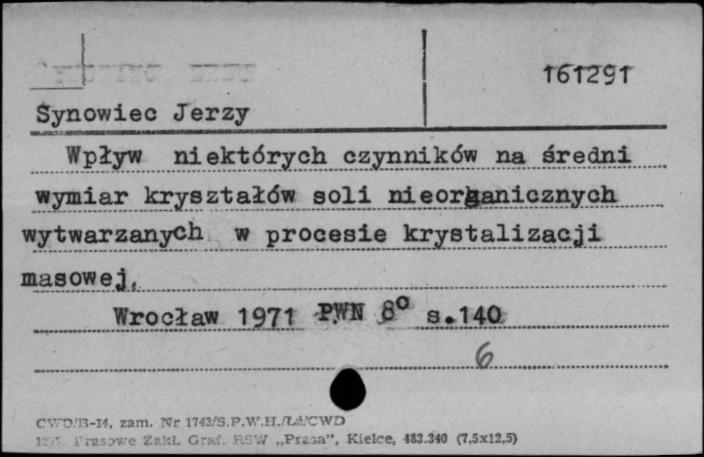 161291
Synowiec Jerzy
Wpływ niektórych czynników na średni
wymiar kryształów soli nieorganicznych
wytwarzanych w procesie krystalizacji
masowej.
Wrocław 1971 PWN 8° s.140
6
CWD/B-14, zam. Nr 1743/S.P.W.H./Łź/CWD
Prasowe Zakł. Graf. RSW „Prasa”, Kielce, 483.340 (7,5x12,5)